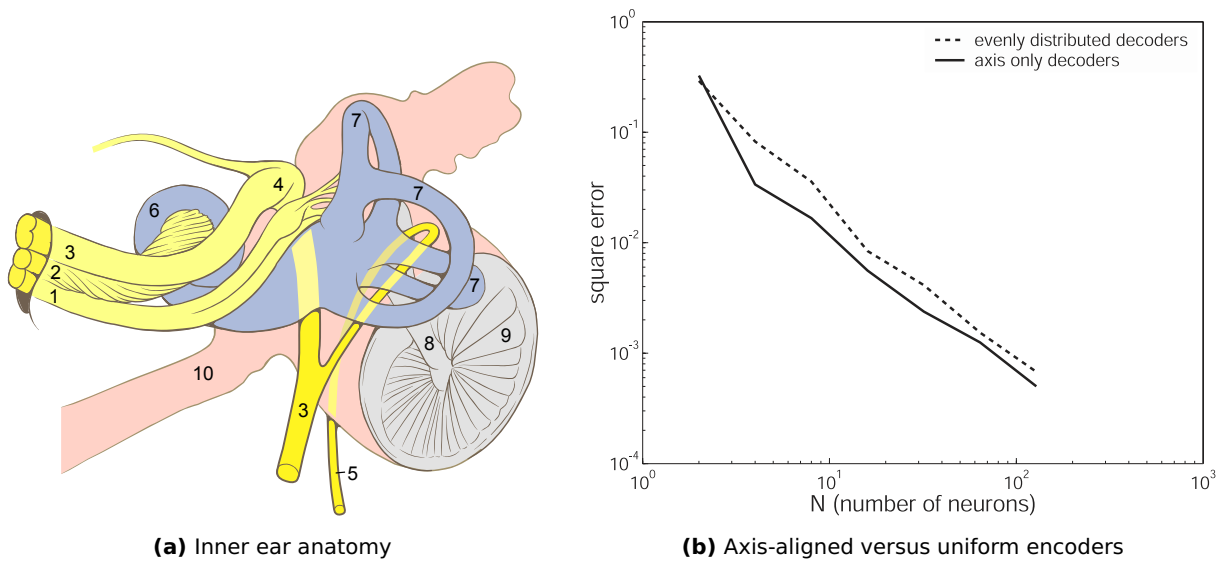 7
7
4
6
3
2
1
7
8
9
10
3
5
(a) Inner ear anatomy
10^0
10^-1
10^-2
10^-3
10^-4
square error
evenly distributed decoders
axis only decoders
10^0 10^1 10^2 10^3
N (number of neurons)
(b) Axis-aligned versus uniform encoders